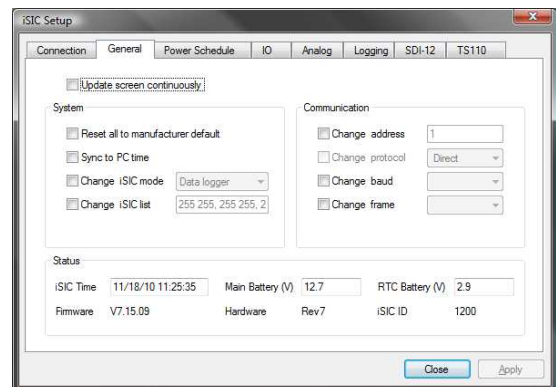 iSIC Setup
Connection General Power Schedule IO Analog Logging SDI-12 TS110
Update screen continuously
System
Reset all to manufacturer default
Sync to PC time
Change iSIC mode Data logger
Change iSIC list 255 255, 255 255, 2
Communication
Change address 1
Change protocol Direct
Change baud
Change frame
Status
iSIC Time 11/18/10 11:25:35 Main Battery (V) 12.7 RTC Battery (V) 2.9
Firmware V7.15.09 Hardware Rev7 iSIC ID 1200
Close Apply